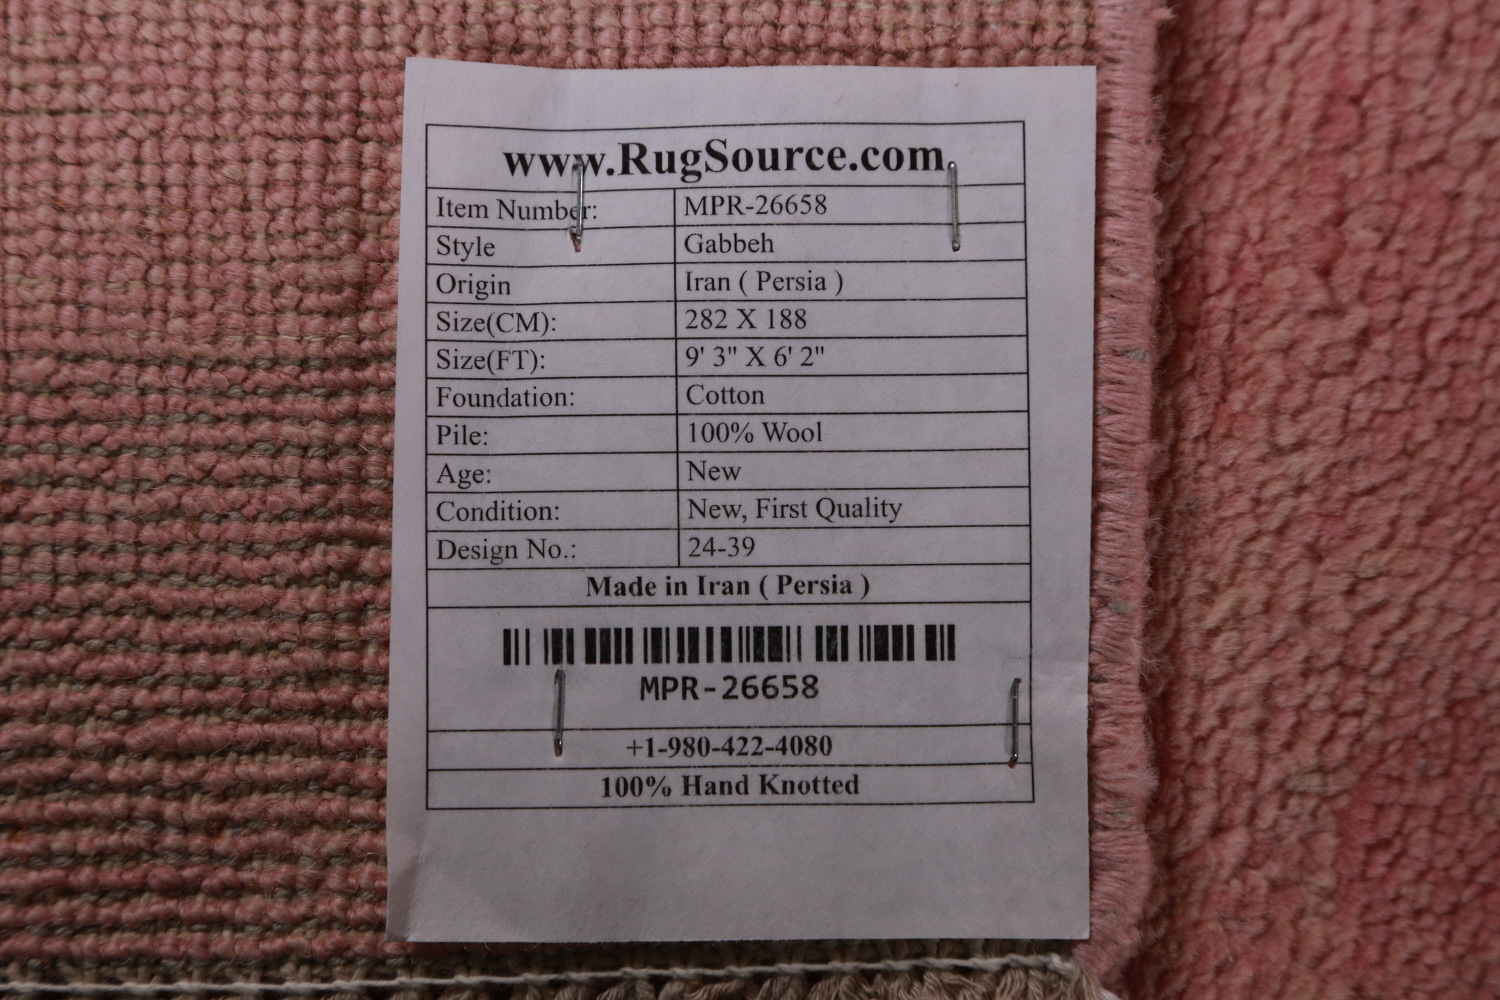 www.RugSource.com
Item Number: MPR-26658
Style Gabbeh
Origin Iran ( Persia )
Size(CM): 282 X 188
Size(FT): 9' 3" X 6' 2"
Foundation: Cotton
Pile: 100% Wool
Age: New
Condition: New, First Quality
Design No.: 24-39
Made in Iran ( Persia )
MPR-26658
+1-980-422-4080
100% Hand Knotted